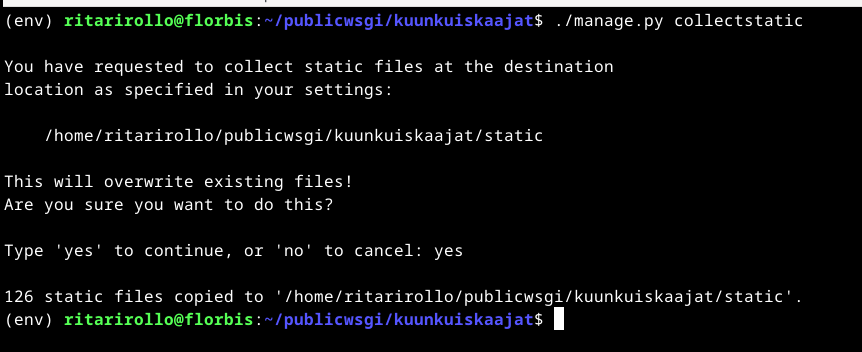 (env) ritarirollo@florbis:~/publicwsgi/kuunkuiskaajat$ ./manage.py collectstatic
You have requested to collect static files at the destination
location as specified in your settings:
/home/ritarirollo/publicwsgi/kuunkuiskaajat/static
This will overwrite existing files!
Are you sure you want to do this?
Type 'yes' to continue, or 'no' to cancel: yes
126 static files copied to '/home/ritarirollo/publicwsgi/kuunkuiskaajat/static'.
(env) ritarirollo@florbis:~/publicwsgi/kuunkuiskaajat$